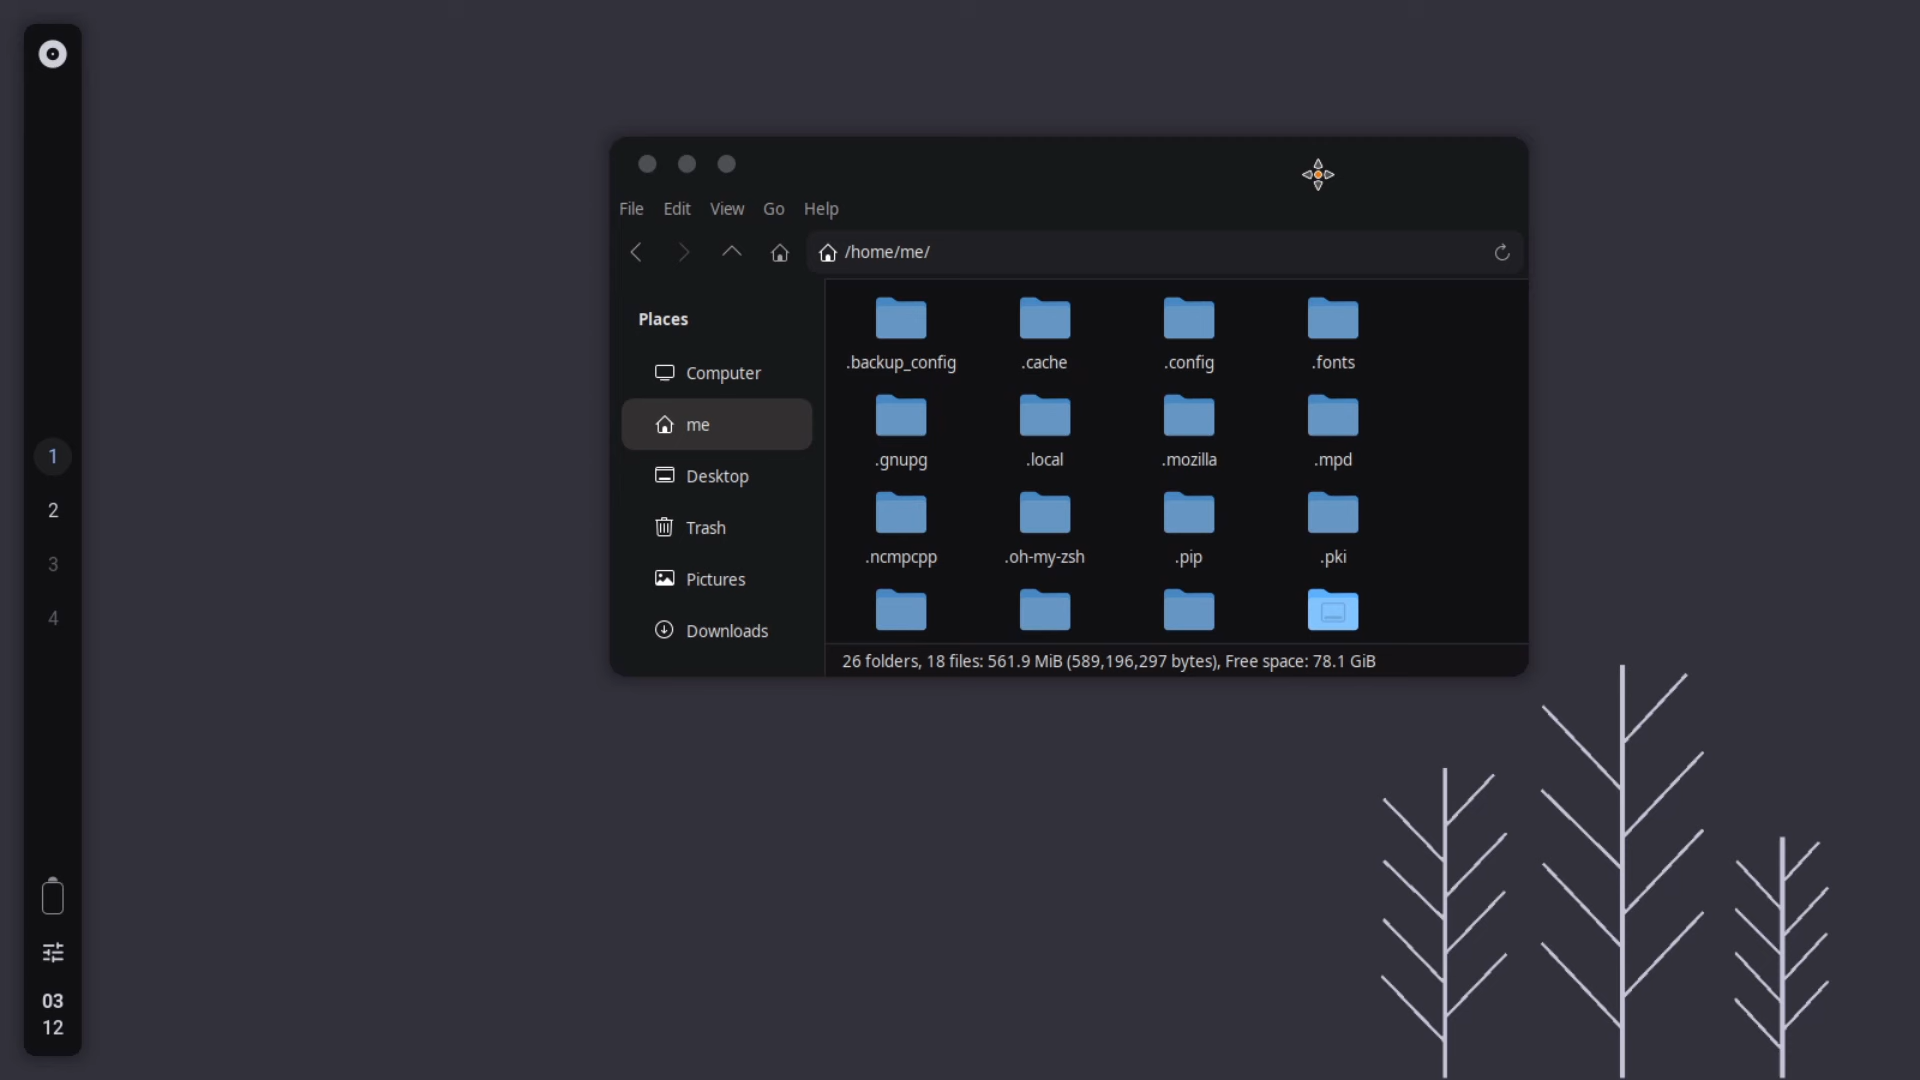 File Edit View Go Help
/home/me/
Places
Computer
me
Desktop
Trash
Pictures
Downloads
.backup_config .cache .config .fonts
.gnupg .local .mozilla .mpd
.ncmpcpp .oh-my-zsh .pip .pki
26 folders, 18 files: 561.9 MiB (589,196,297 bytes), Free space: 78.1 GiB
1
2
3
4
03
12